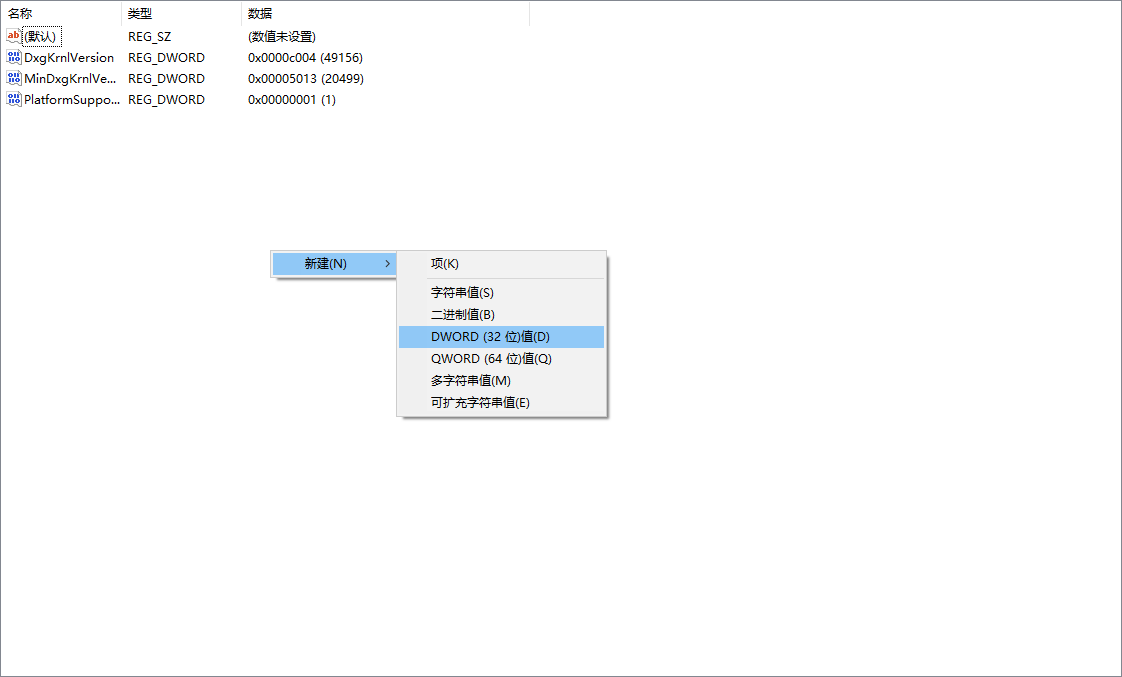 名称 类型 数据
(默认) REG_SZ (数值未设置)
DxgKrnlVersion REG_DWORD 0x0000c004 (49156)
MinDxgKrnlVe... REG_DWORD 0x00005013 (20499)
PlatformSuppo... REG_DWORD 0x00000001 (1)
新建(N)
项(K)
字符串值(S)
二进制值(B)
DWORD (32 位)值(D)
QWORD (64 位)值(Q)
多字符串值(M)
可扩充字符串值(E)